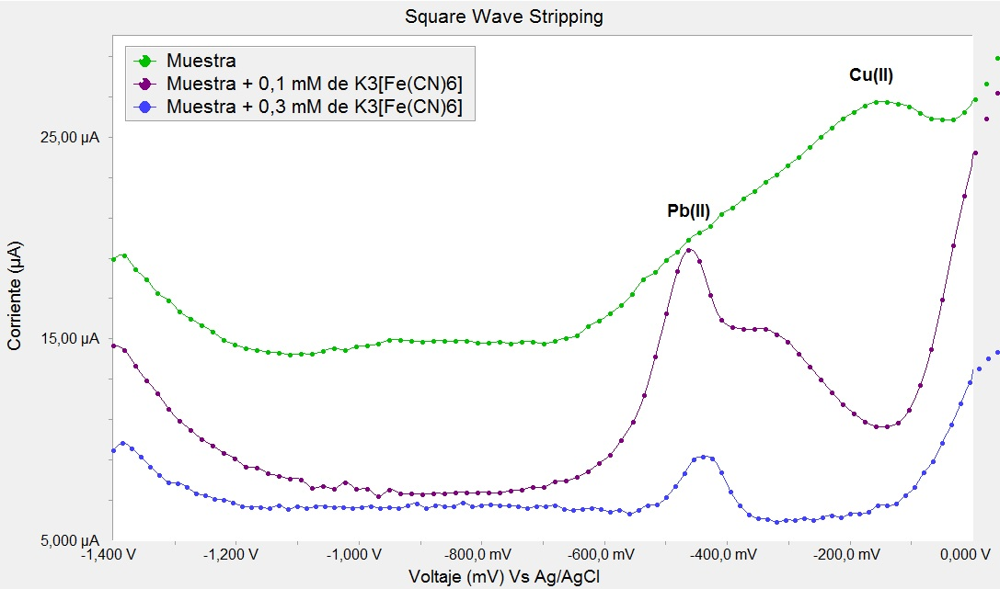 Square Wave Stripping
Muestra
Muestra + 0,1 mM de K3[Fe(CN)6]
Muestra + 0,3 mM de K3[Fe(CN)6]
Cu(II)
25,00 µA
Pb(II)
Corriente (µA)
15,00 µA
5,000 µA
-1,400 V -1,200 V -1,000 V -800,0 mV -600,0 mV -400,0 mV -200,0 mV 0,000 V
Voltaje (mV) Vs Ag/AgCl